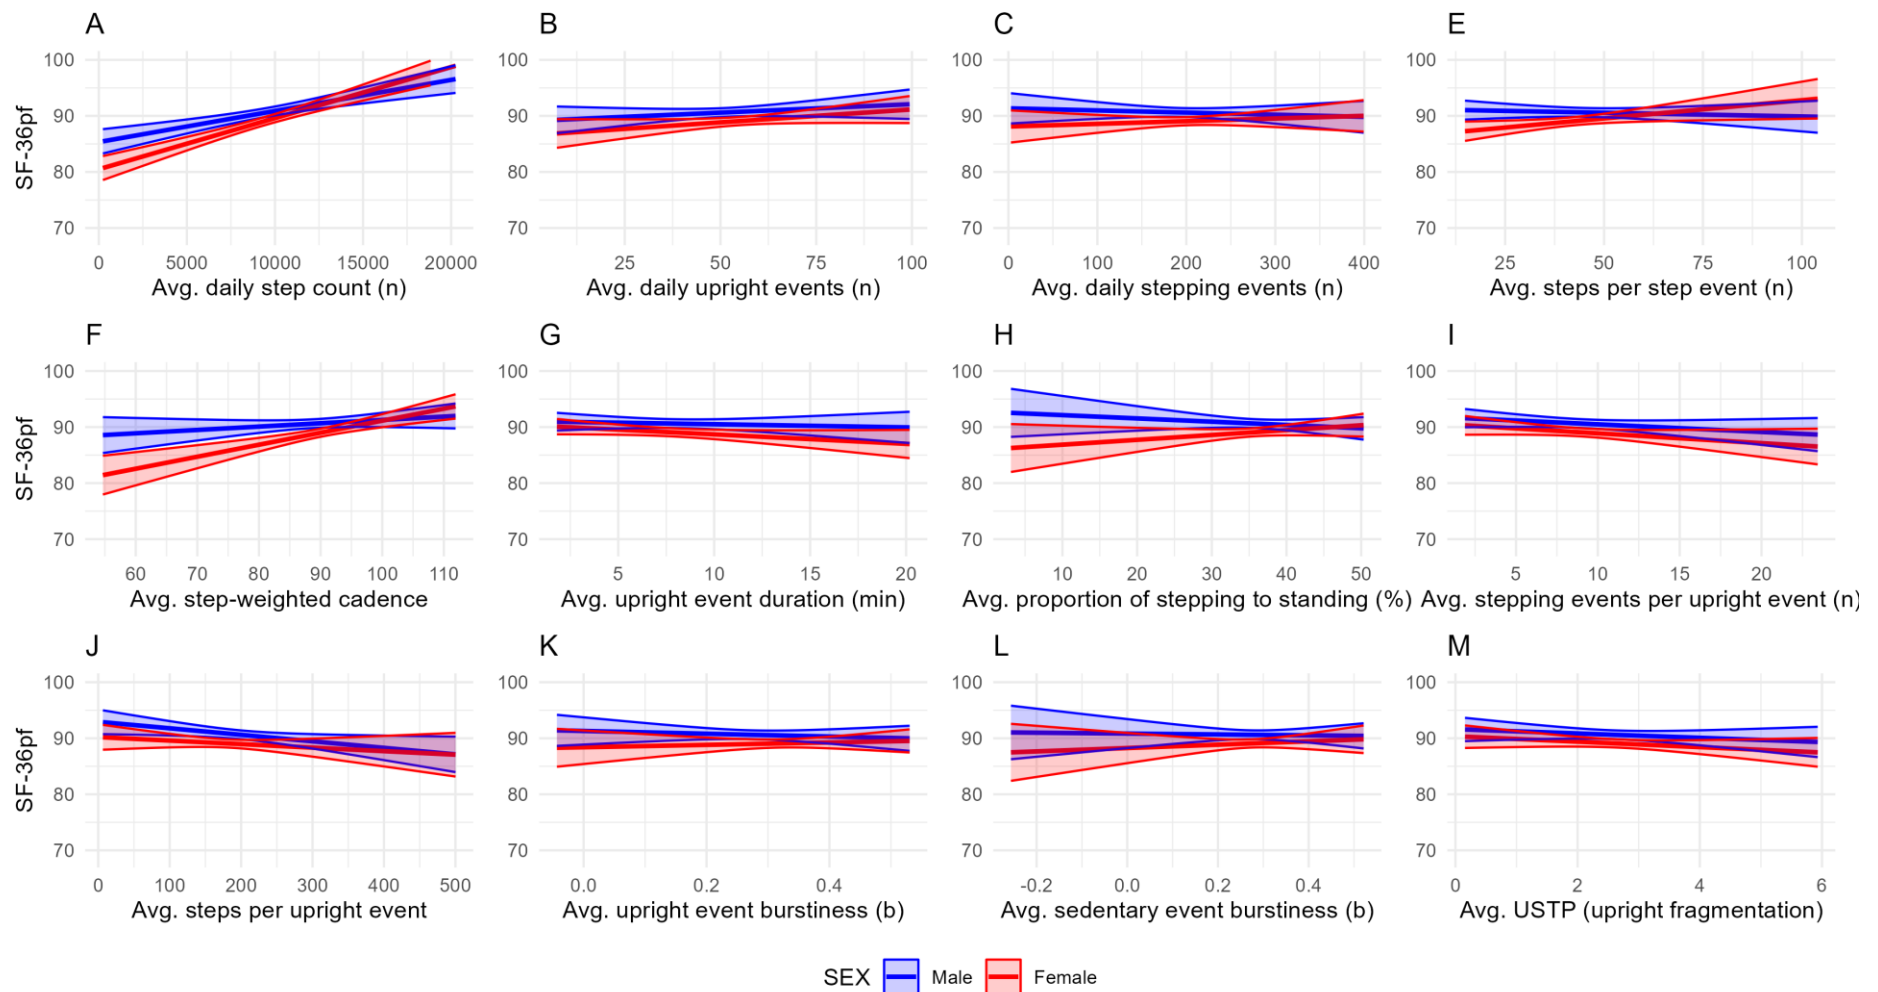 A B C E
SF-36pf
100 90 80 70
100 90 80 70
100 90 80 70
100 90 80 70
0 5000 10000 15000 20000
25 50 75 100
0 100 200 300 400
25 50 75 100
Avg. daily step count (n)
Avg. daily upright events (n)
Avg. daily stepping events (n)
Avg. steps per step event (n)
F G H I
SF-36pf
100 90 80 70
100 90 80 70
100 90 80 70
100 90 80 70
60 70 80 90 100 110
5 10 15 20
10 20 30 40 50
5 10 15 20
Avg. step-weighted cadence
Avg. upright event duration (min)
Avg. proportion of stepping to standing (%)
Avg. stepping events per upright event (n)
J K L M
SF-36pf
100 90 80 70
100 90 80 70
100 90 80 70
100 90 80 70
0 100 200 300 400 500
0.0 0.2 0.4
-0.2 0.0 0.2 0.4
0 2 4 6
Avg. steps per upright event
Avg. upright event burstiness (b)
Avg. sedentary event burstiness (b)
Avg. USTP (upright fragmentation)
SEX Male Female